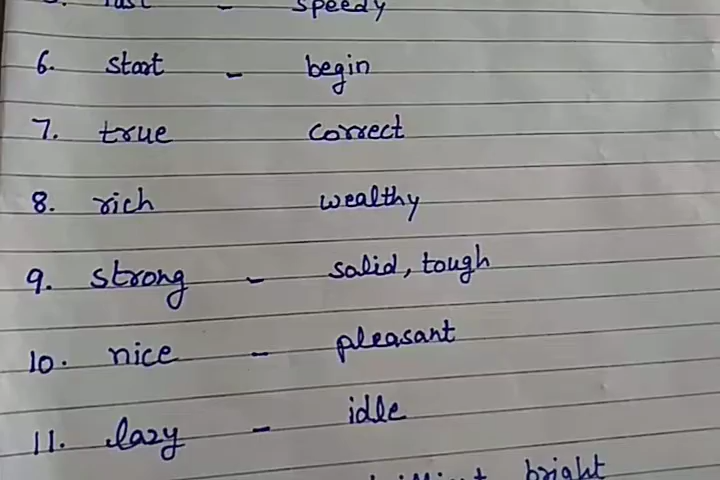 fast - speedy
6. start - begin
7. true correct
8. rich wealthy
9. strong - solid, tough
10. nice - pleasant
11. lazy - idle
bright